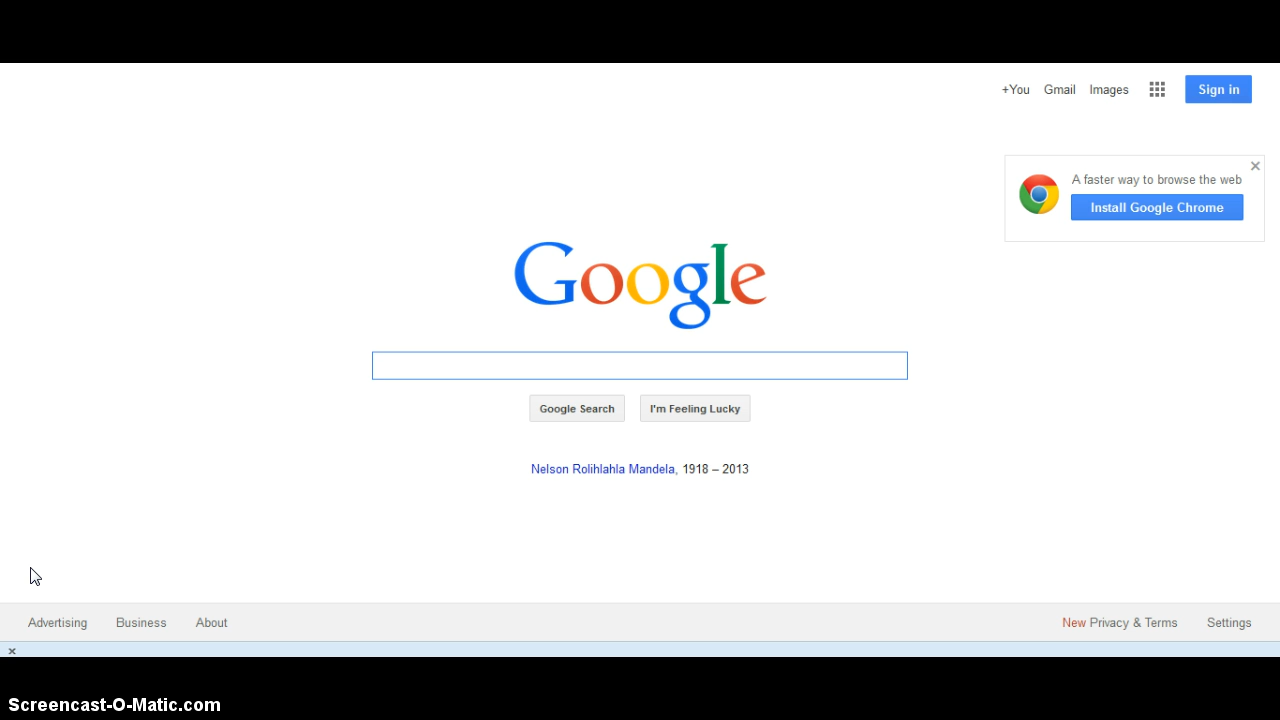 +You Gmail Images Sign in
A faster way to browse the web
Install Google Chrome
Google
Google Search I'm Feeling Lucky
Nelson Rolihlahla Mandela, 1918 – 2013
Advertising Business About New Privacy & Terms Settings
Screencast-O-Matic.com